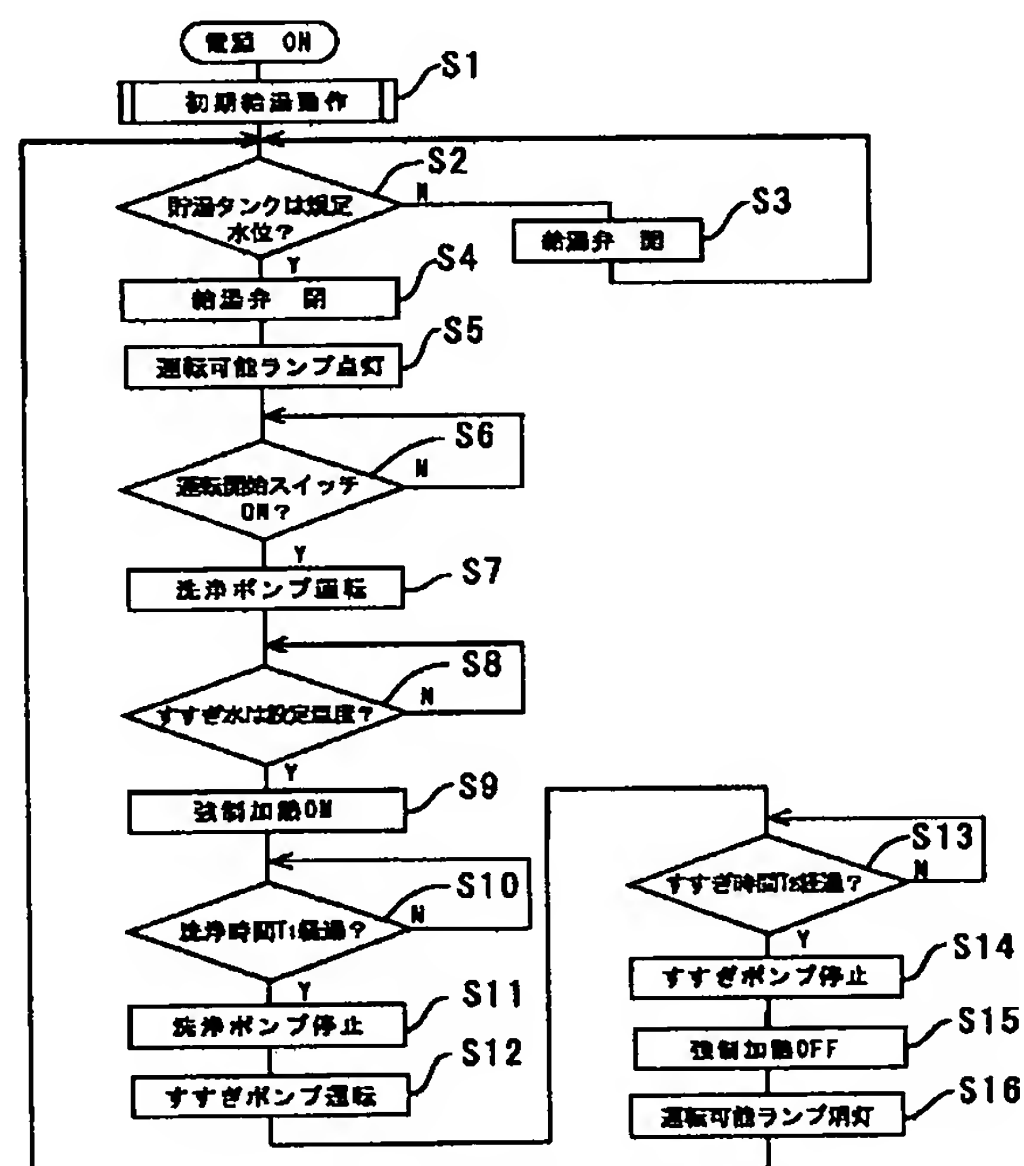 電源 ON
初期給湯動作
S1
S2
貯湯タンクは規定
水位?
N
Y
給湯弁 開
S3
給湯弁 閉
S4
運転可能ランプ点灯
S5
S6
運転開始スイッチ
ON?
N
Y
洗浄ポンプ運転
S7
S8
すすぎ水は設定温度?
N
Y
強制加熱ON
S9
S10
洗浄時間T1経過?
N
Y
洗浄ポンプ停止
S11
すすぎポンプ運転
S12
S13
すすぎ時間T2経過?
N
Y
すすぎポンプ停止
S14
強制加熱OFF
S15
運転可能ランプ消灯
S16